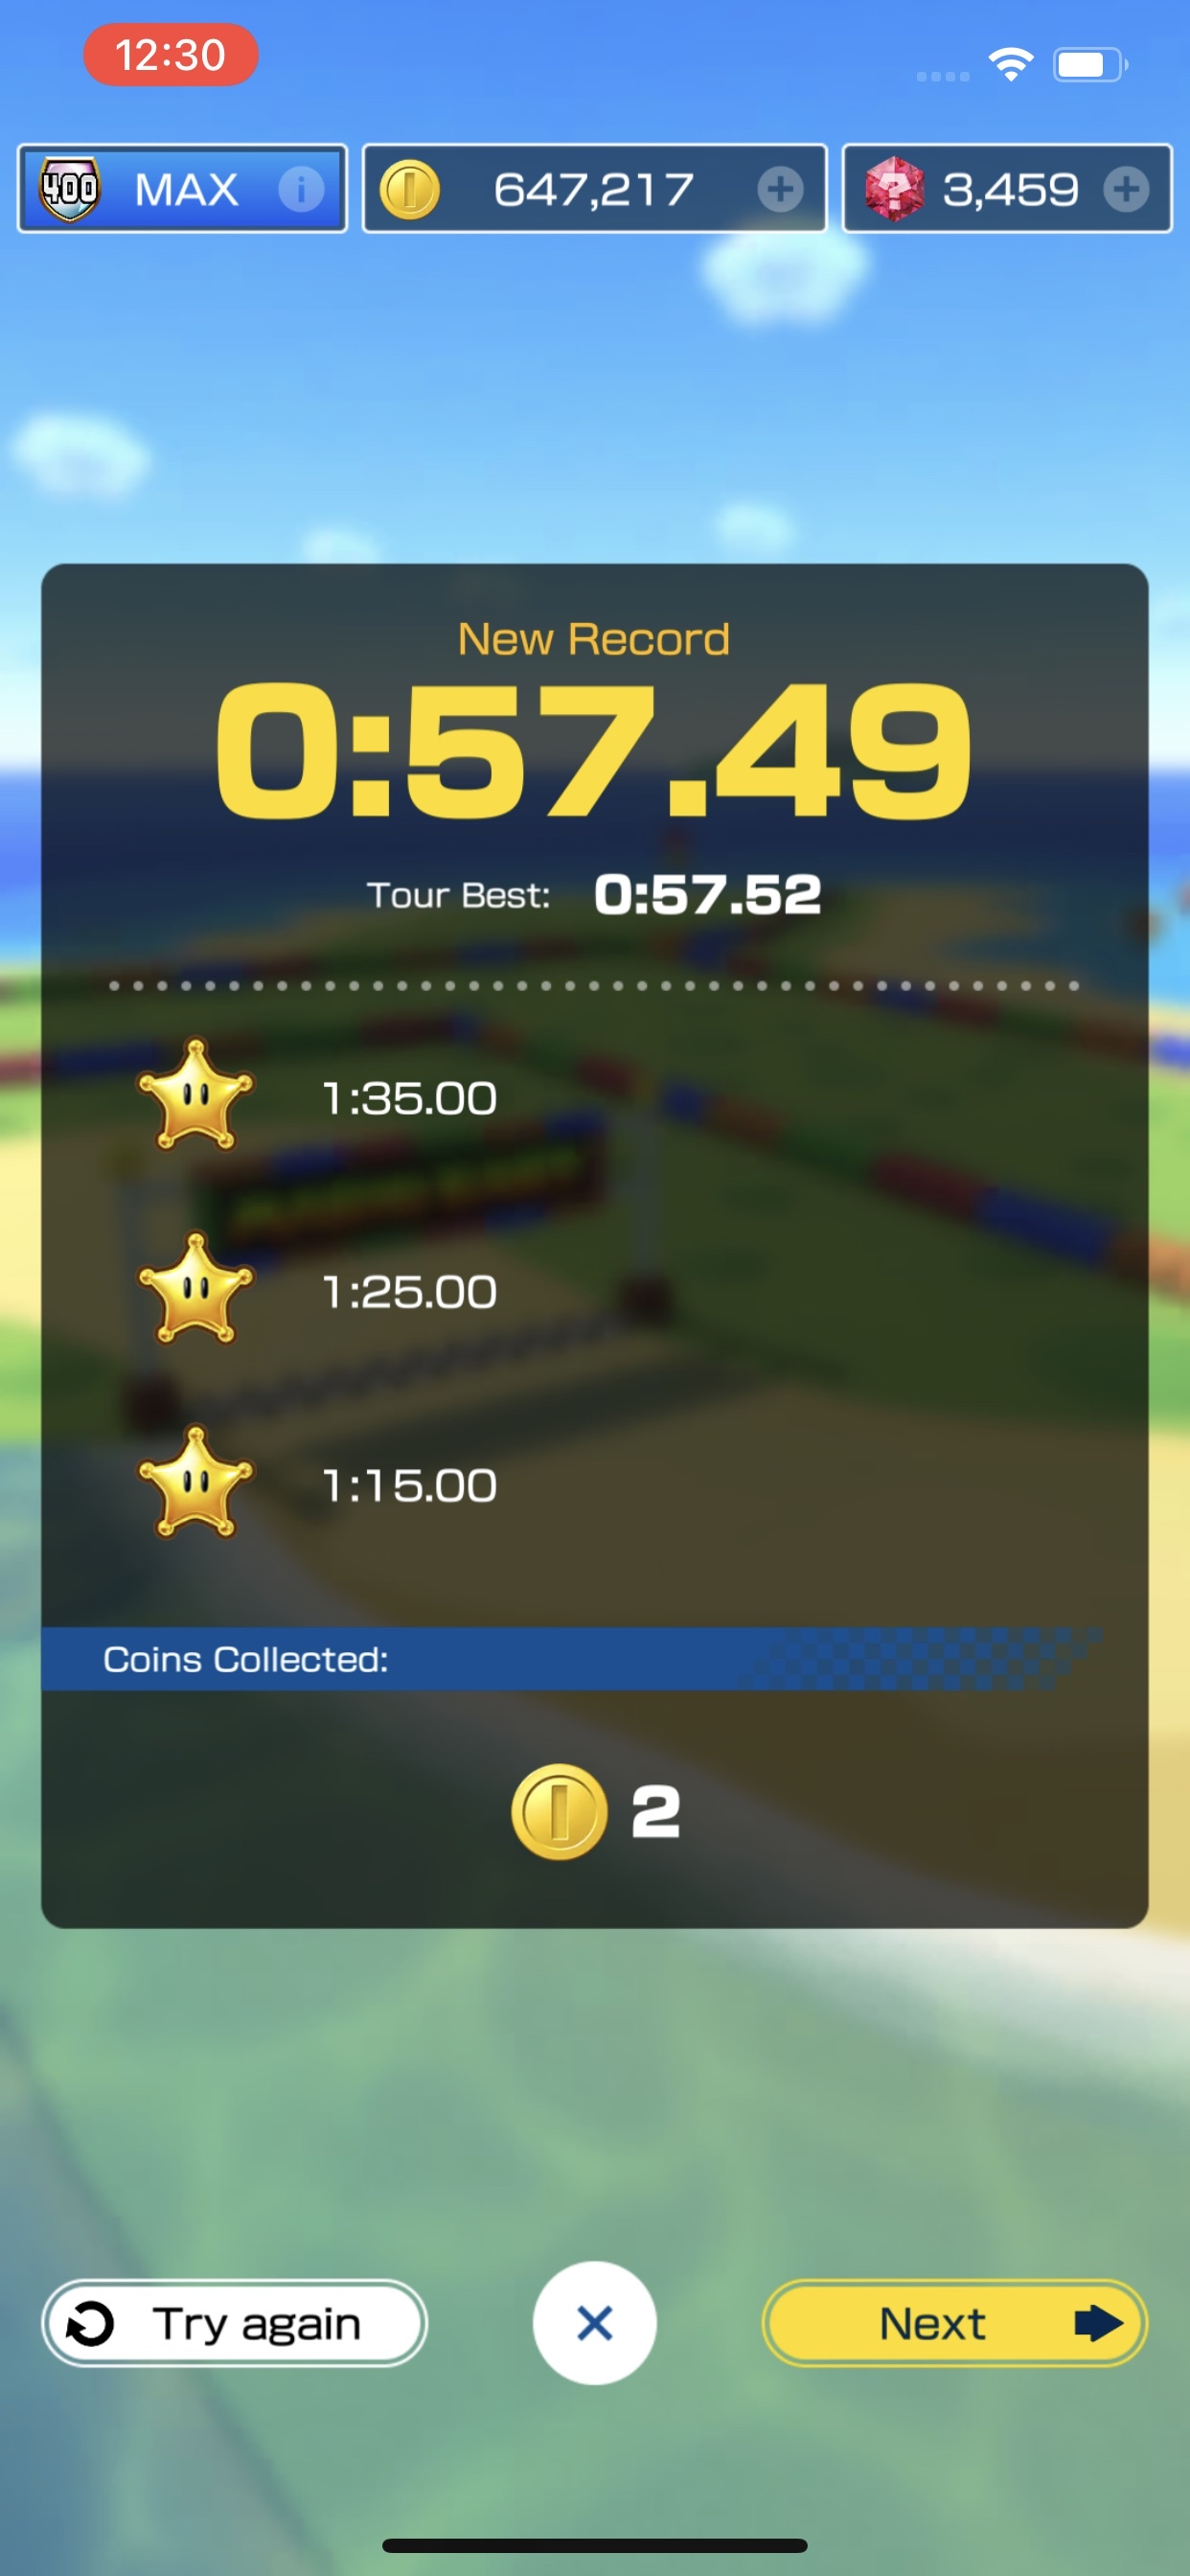 12:30
400 MAX i 647,217 + 3,459 +
New Record
0:57.49
Tour Best: 0:57.52
1:35.00
1:25.00
1:15.00
Coins Collected:
2
Try again × Next